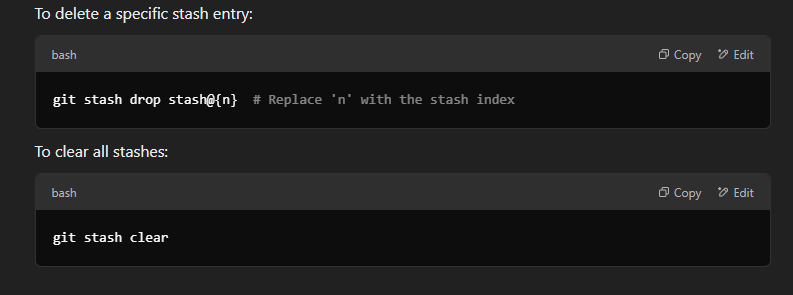 To delete a specific stash entry:
bash Copy Edit
git stash drop stash@{n}  # Replace 'n' with the stash index
To clear all stashes:
bash Copy Edit
git stash clear